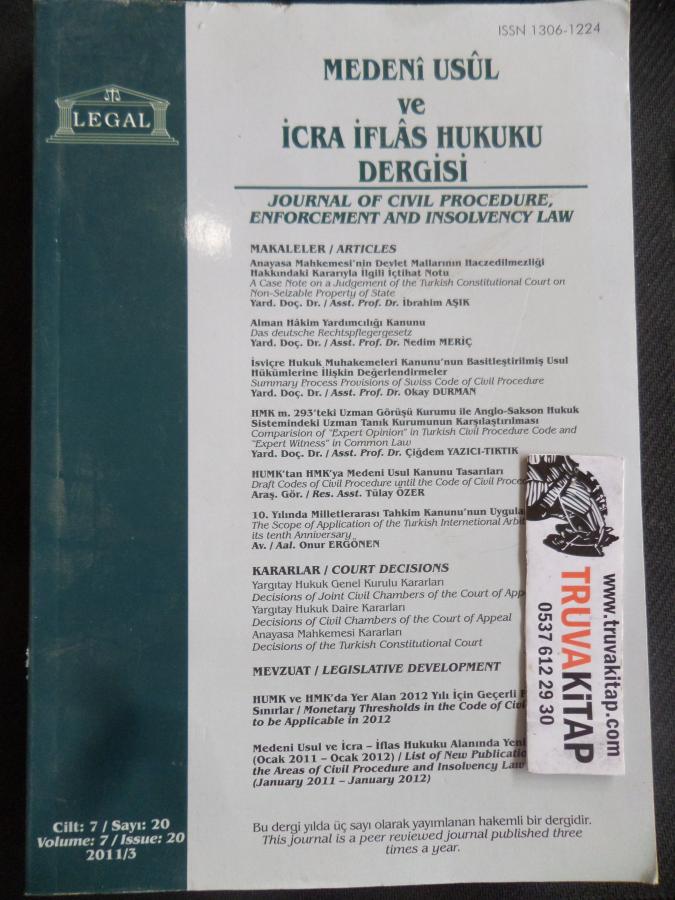 ISSN 1306-1224
LEGAL
MEDENÎ USÛL
ve
İCRA İFLÂS HUKUKU
DERGİSİ
JOURNAL OF CIVIL PROCEDURE,
ENFORCEMENT AND INSOLVENCY LAW
MAKALELER / ARTICLES
Anayasa Mahkemesi'nin Devlet Mallarının Haczedilmezliği
Hakkındaki Kararıyla İlgili İçtihat Notu
A Case Note on a Judgement of the Turkish Constitutional Court on
Non-Seizable Property of State
Yard. Doç. Dr. / Asst. Prof. Dr. İbrahim AŞIK
Alman Hâkim Yardımcılığı Kanunu
Das deutsche Rechtspflegergesetz
Yard. Doç. Dr. / Asst. Prof. Dr. Nedim MERİÇ
İsviçre Hukuk Muhakemeleri Kanunu'nun Basitleştirilmiş Usul
Hükümlerine İlişkin Değerlendirmeler
Summary Process Provisions of Swiss Code of Civil Procedure
Yard. Doç. Dr. / Asst. Prof. Dr. Okay DURMAN
HMK m. 293'teki Uzman Görüşü Kurumu ile Anglo-Sakson Hukuk
Sistemindeki Uzman Tanık Kurumunun Karşılaştırılması
Comparision of "Expert Opinion" in Turkish Civil Procedure Code and
"Expert Witness" in Common Law
Yard. Doç. Dr. / Asst. Prof. Dr. Çiğdem YAZICI-TIKTIK
HUMK'tan HMK'ya Medeni Usul Kanunu Tasarıları
Draft Codes of Civil Procedure until the Code of Civil Proce
Araş. Gör. / Res. Asst. Tülay ÖZER
10. Yılında Milletlerarası Tahkim Kanunu'nun Uygula
The Scope of Application of the Turkish International Arbit
its tenth Anniversary
Av. / Aal. Onur ERGÖNEN
KARARLAR / COURT DECISIONS
Yargıtay Hukuk Genel Kurulu Kararları
Decisions of Joint Civil Chambers of the Court of App
Yargıtay Hukuk Daire Kararları
Decisions of Civil Chambers of the Court of Appeal
Anayasa Mahkemesi Kararları
Decisions of the Turkish Constitutional Court
MEVZUAT / LEGISLATIVE DEVELOPMENT
HUMK ve HMK'da Yer Alan 2012 Yılı İçin Geçerli
Sınırlar / Monetary Thresholds in the Code of Civi
to be Applicable in 2012
Medeni Usul ve İcra – İflas Hukuku Alanında Yeni
(Ocak 2011 – Ocak 2012) / List of New Publicatio
the Areas of Civil Procedure and Insolvency Law
(January 2011 – January 2012)
Bu dergi yılda üç sayı olarak yayımlanan hakemli bir dergidir.
This journal is a peer reviewed journal published three
times a year.
Cilt: 7 / Sayı: 20
Volume: 7 / Issue: 20
2011/3
www.truvakitap.com
TRUVAKİTAP
0537 612 29 30